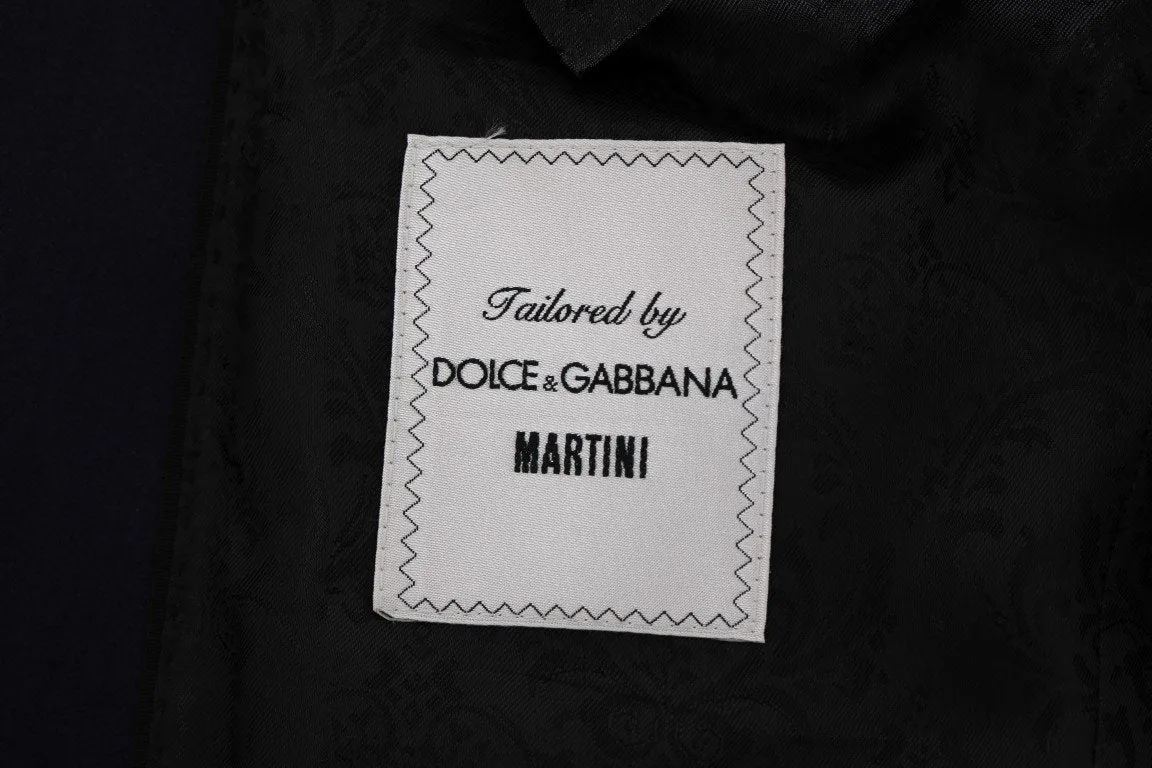 Tailored by
DOLCE & GABBANA
MARTINI